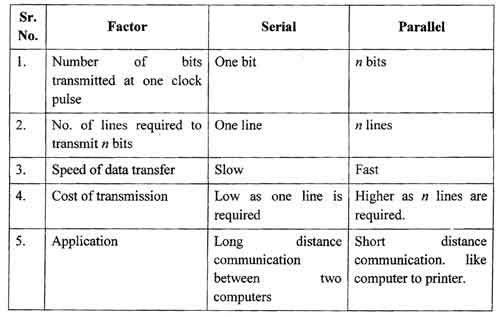 Sr. No. Factor Serial Parallel
1. Number of bits transmitted at one clock pulse One bit n bits
2. No. of lines required to transmit n bits One line n lines
3. Speed of data transfer Slow Fast
4. Cost of transmission Low as one line is required Higher as n lines are required.
5. Application Long distance communication between two computers Short distance communication. like computer to printer.